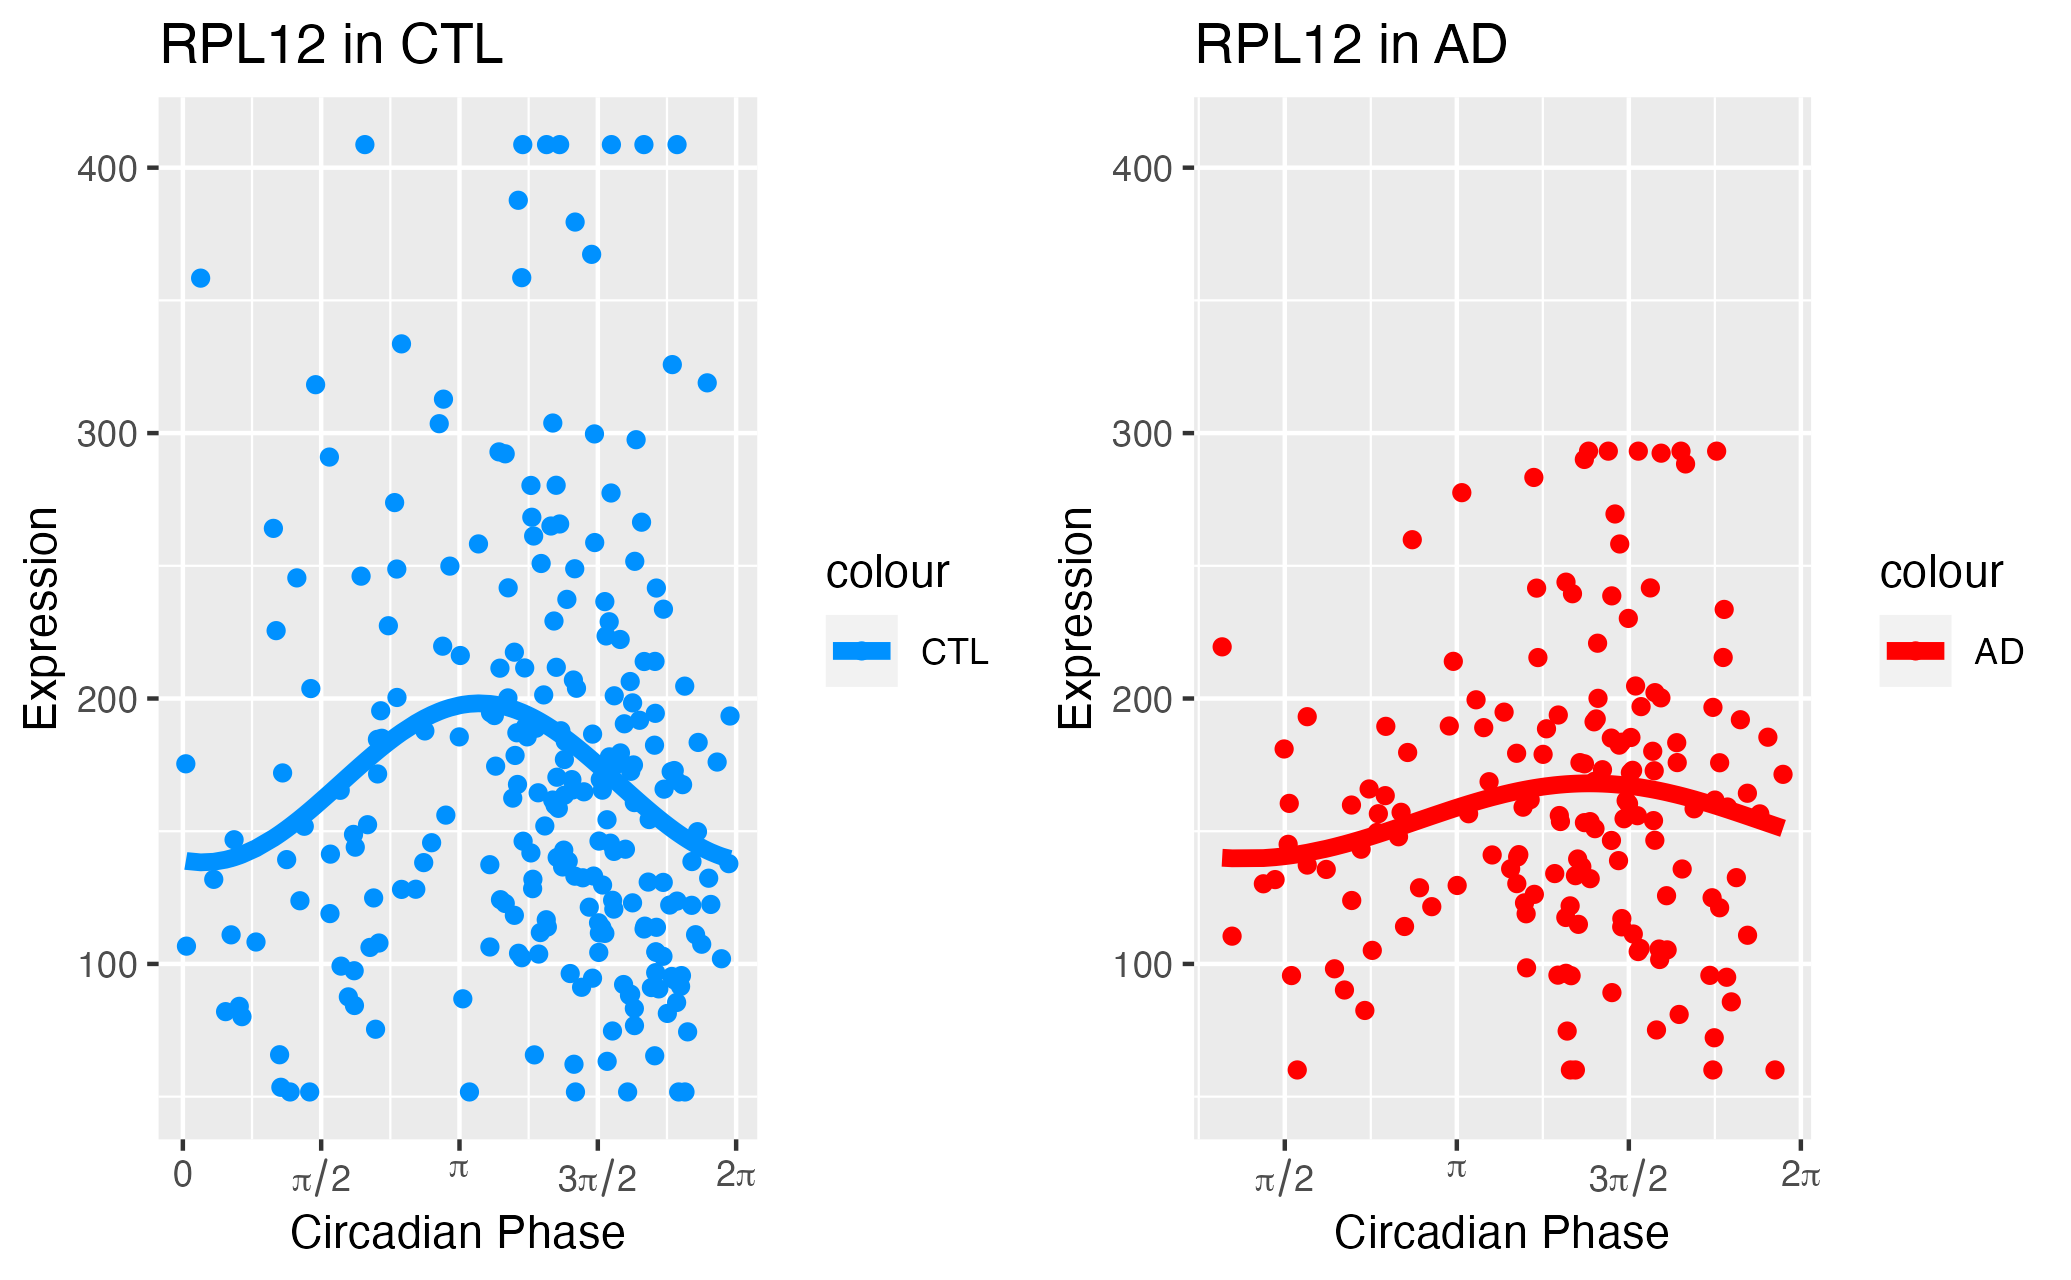 RPL12 in CTL
400
300
200
100
Expression
0
π/2
π
3π/2
2π
Circadian Phase
colour
CTL
RPL12 in AD
400
300
200
100
Expression
π/2
π
3π/2
2π
Circadian Phase
colour
AD